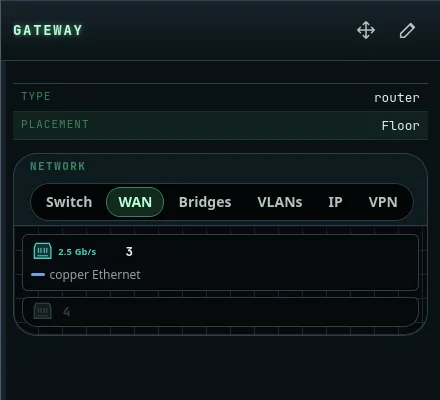 GATEWAY
TYPE router
PLACEMENT Floor
NETWORK
Switch WAN Bridges VLANs IP VPN
2.5 Gb/s 3
copper Ethernet
4